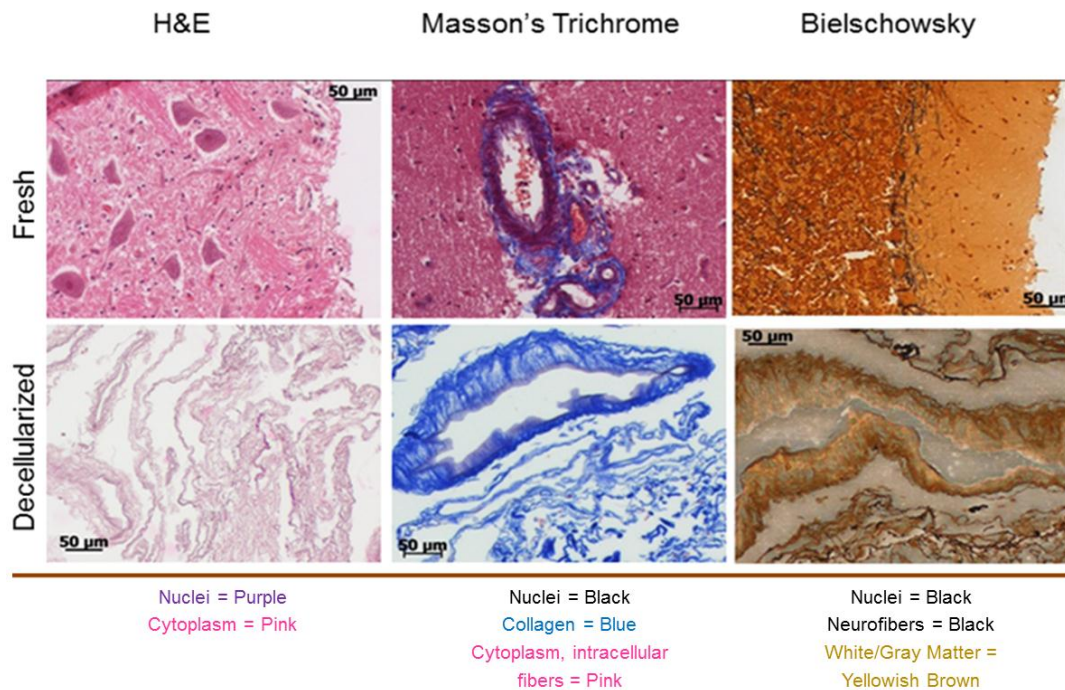 H&E
Masson's Trichrome
Bielschowsky
Fresh
50 µm
50 µm
50 µm
Decellularized
50 µm
50 µm
50 µm
Nuclei = Purple
Cytoplasm = Pink
Nuclei = Black
Collagen = Blue
Cytoplasm, intracellular
fibers = Pink
Nuclei = Black
Neurofibers = Black
White/Gray Matter =
Yellowish Brown